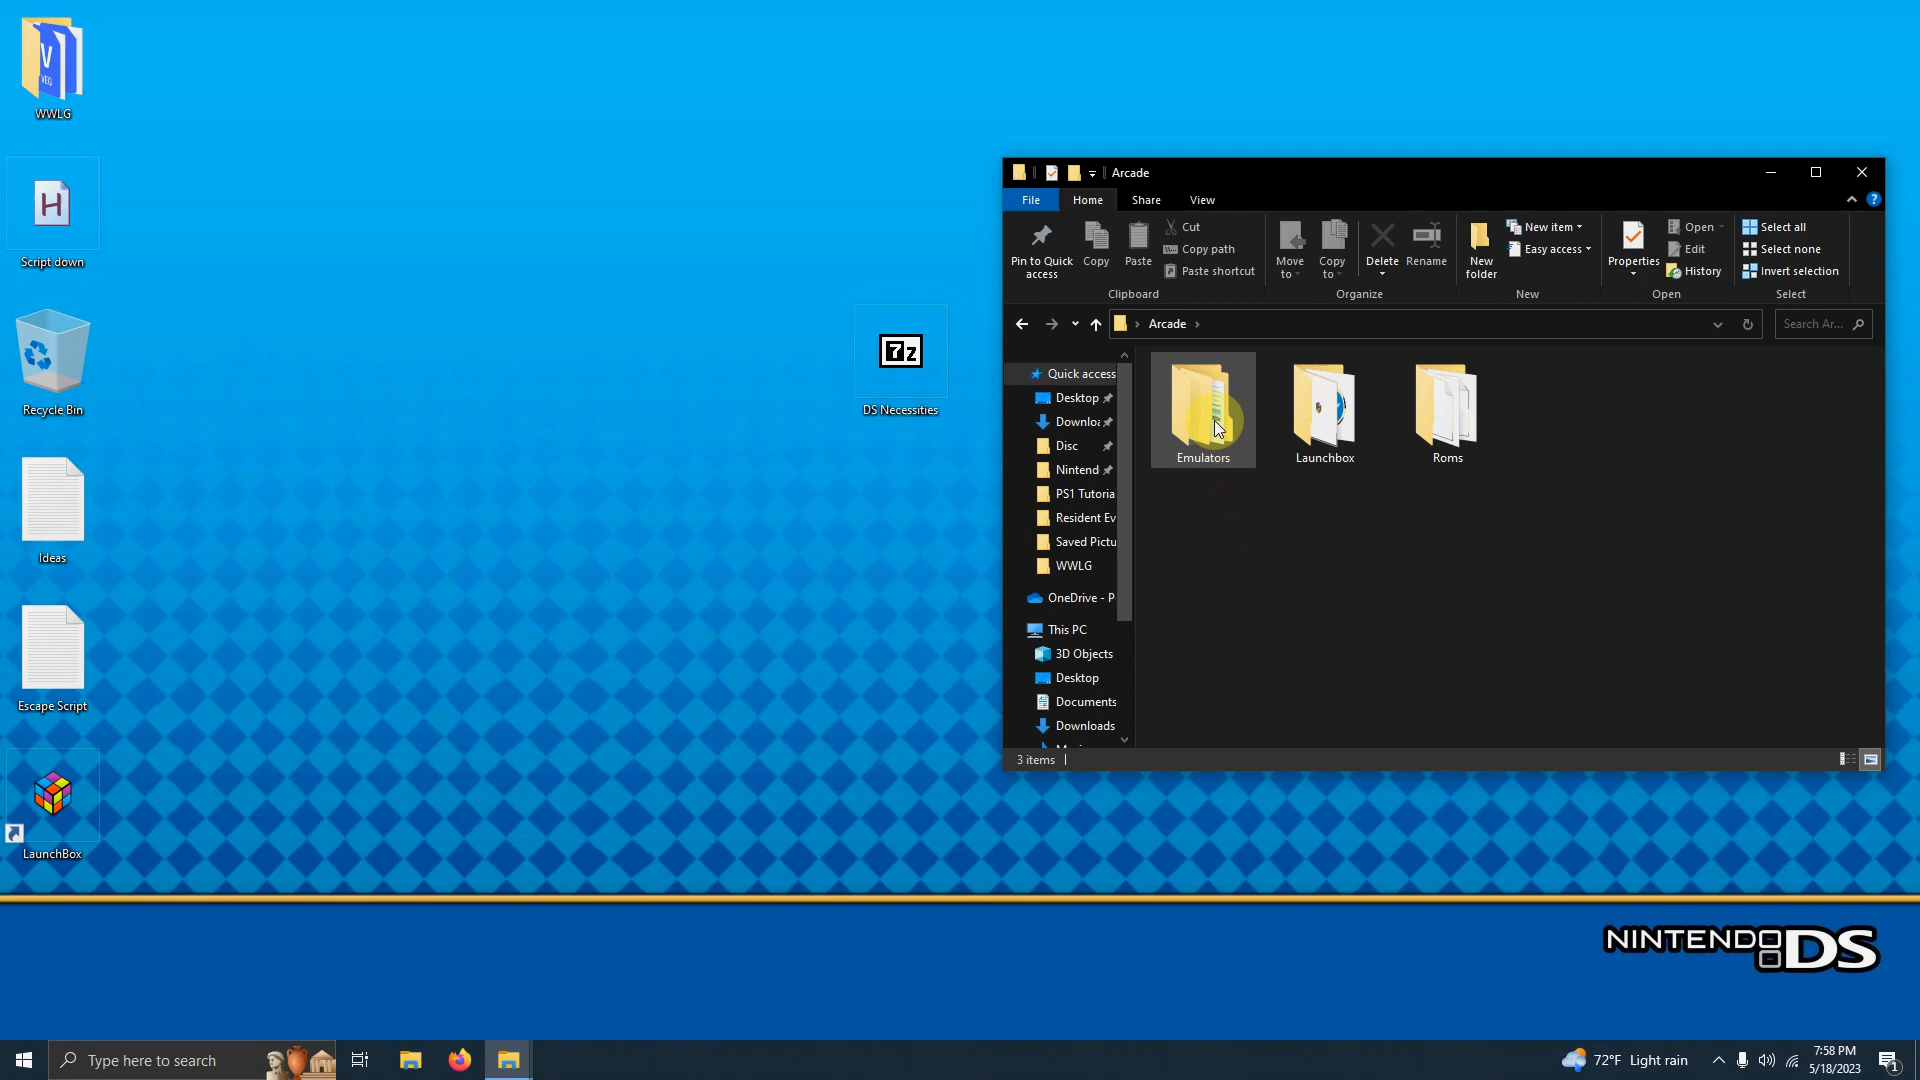 WWLG
Script down
Recycle Bin
Ideas
Escape Script
LaunchBox
7z
DS Necessities
Arcade
File
Home
Share
View
Pin to Quick access
Copy
Paste
Cut
Copy path
Paste shortcut
Clipboard
Move to
Copy to
Delete
Rename
Organize
New folder
New item
Easy access
New
Properties
Open
Edit
History
Open
Select all
Select none
Invert selection
Select
Arcade
Search Ar...
Quick access
Desktop
Downloa
Disc
Nintend
PS1 Tutoria
Resident Ev
Saved Pictu
WWLG
OneDrive - P
This PC
3D Objects
Desktop
Documents
Downloads
Emulators
Launchbox
Roms
3 items
NINTENDO DS
Type here to search
72°F Light rain
7:58 PM
5/18/2023
1